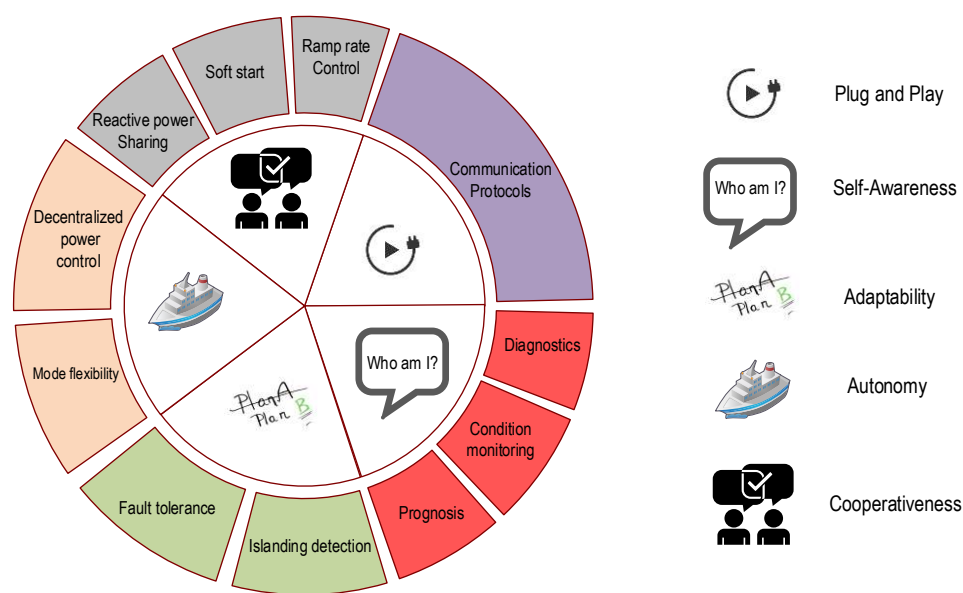 Ramp rate
Control
Soft start
Reactive power
Sharing
Communication
Protocols
Decentralized
power
control
Mode flexibility
Who am I?
Diagnostics
Condition
monitoring
Plan A
Plan B
Fault tolerance
Prognosis
Islanding detection
Plug and Play
Who am I?
Self-Awareness
Plan A
Plan B
Adaptability
Autonomy
Cooperativeness